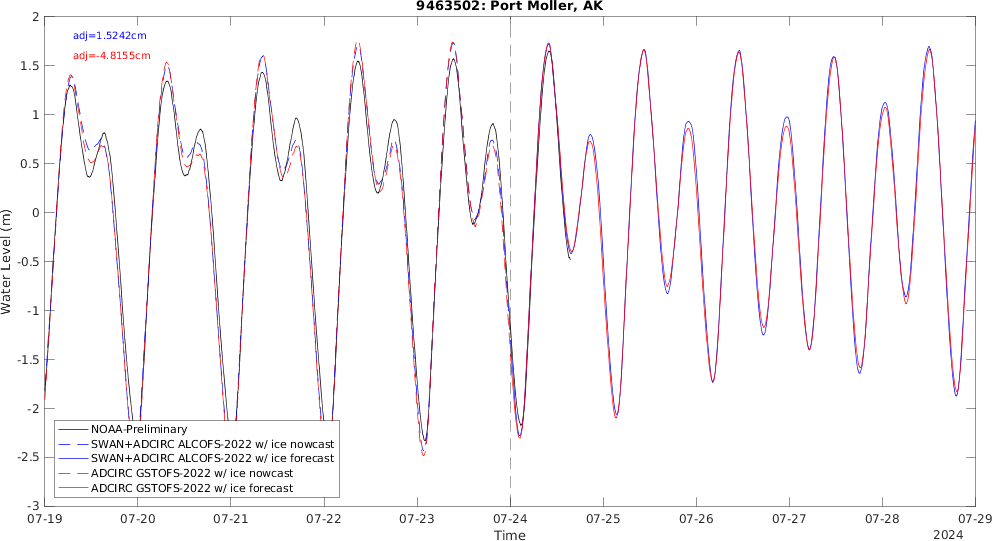 9463502: Port Moller, AK
adj=1.5242cm
adj=-4.8155cm
Water Level (m)
2
1.5
1
0.5
0
-0.5
-1
-1.5
-2
-2.5
-3
NOAA-Preliminary
SWAN+ADCIRC ALCOFS-2022 w/ ice nowcast
SWAN+ADCIRC ALCOFS-2022 w/ ice forecast
ADCIRC GSTOFS-2022 w/ ice nowcast
ADCIRC GSTOFS-2022 w/ ice forecast
07-19 07-20 07-21 07-22 07-23 07-24 07-25 07-26 07-27 07-28 07-29
Time
2024